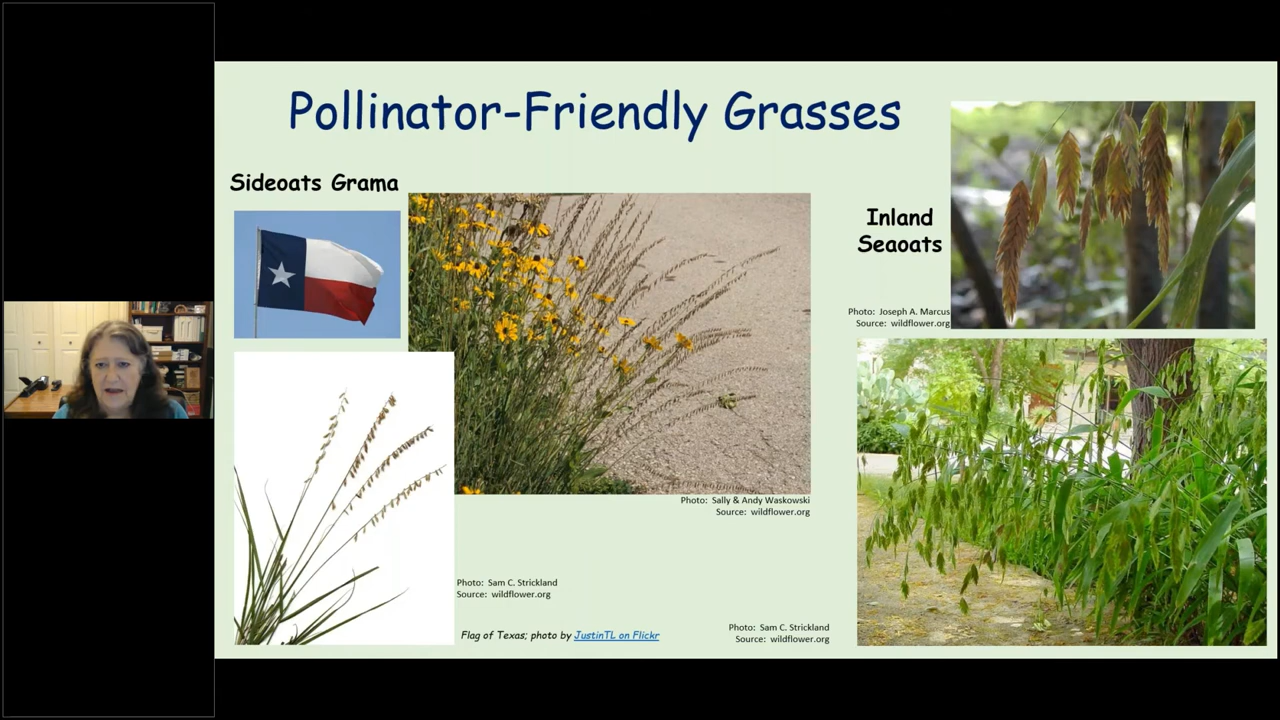 Pollinator-Friendly Grasses
Sideoats Grama
Inland
Seaoats
Photo: Joseph A. Marcus
Source: wildflower.org
Photo: Sally & Andy Waskowski
Source: wildflower.org
Photo: Sam C. Strickland
Source: wildflower.org
Flag of Texas; photo by JustinTL on Flickr
Photo: Sam C. Strickland
Source: wildflower.org